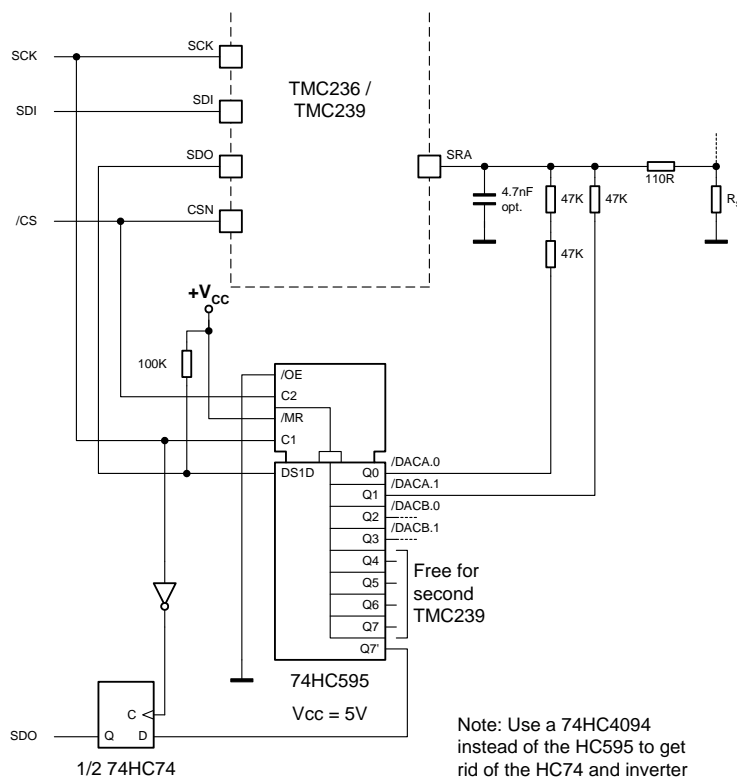 SCK
SCK
TMC236 /
TMC239
SDI
SDI
SDO
SRA
110R
4.7nF
opt.
47K
47K
47K
/CS
CSN
+VCC
100K
/OE
C2
/MR
C1
DS1D
Q0
/DACA.0
Q1
/DACA.1
Q2
/DACB.0
Q3
/DACB.1
Q4
Q5
Q6
Q7
Free for
second
TMC239
Q7'
74HC595
Vcc = 5V
C
SDO
Q
D
1/2 74HC74
Note: Use a 74HC4094
instead of the HC595 to get
rid of the HC74 and inverter